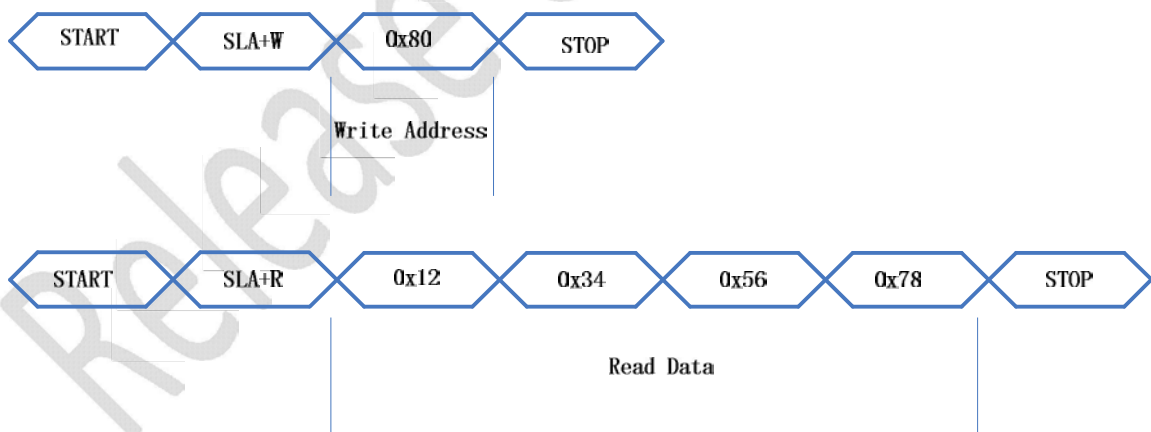 START SLA+W 0x80 STOP
Write Address
START SLA+R 0x12 0x34 0x56 0x78 STOP
Read Data
Release